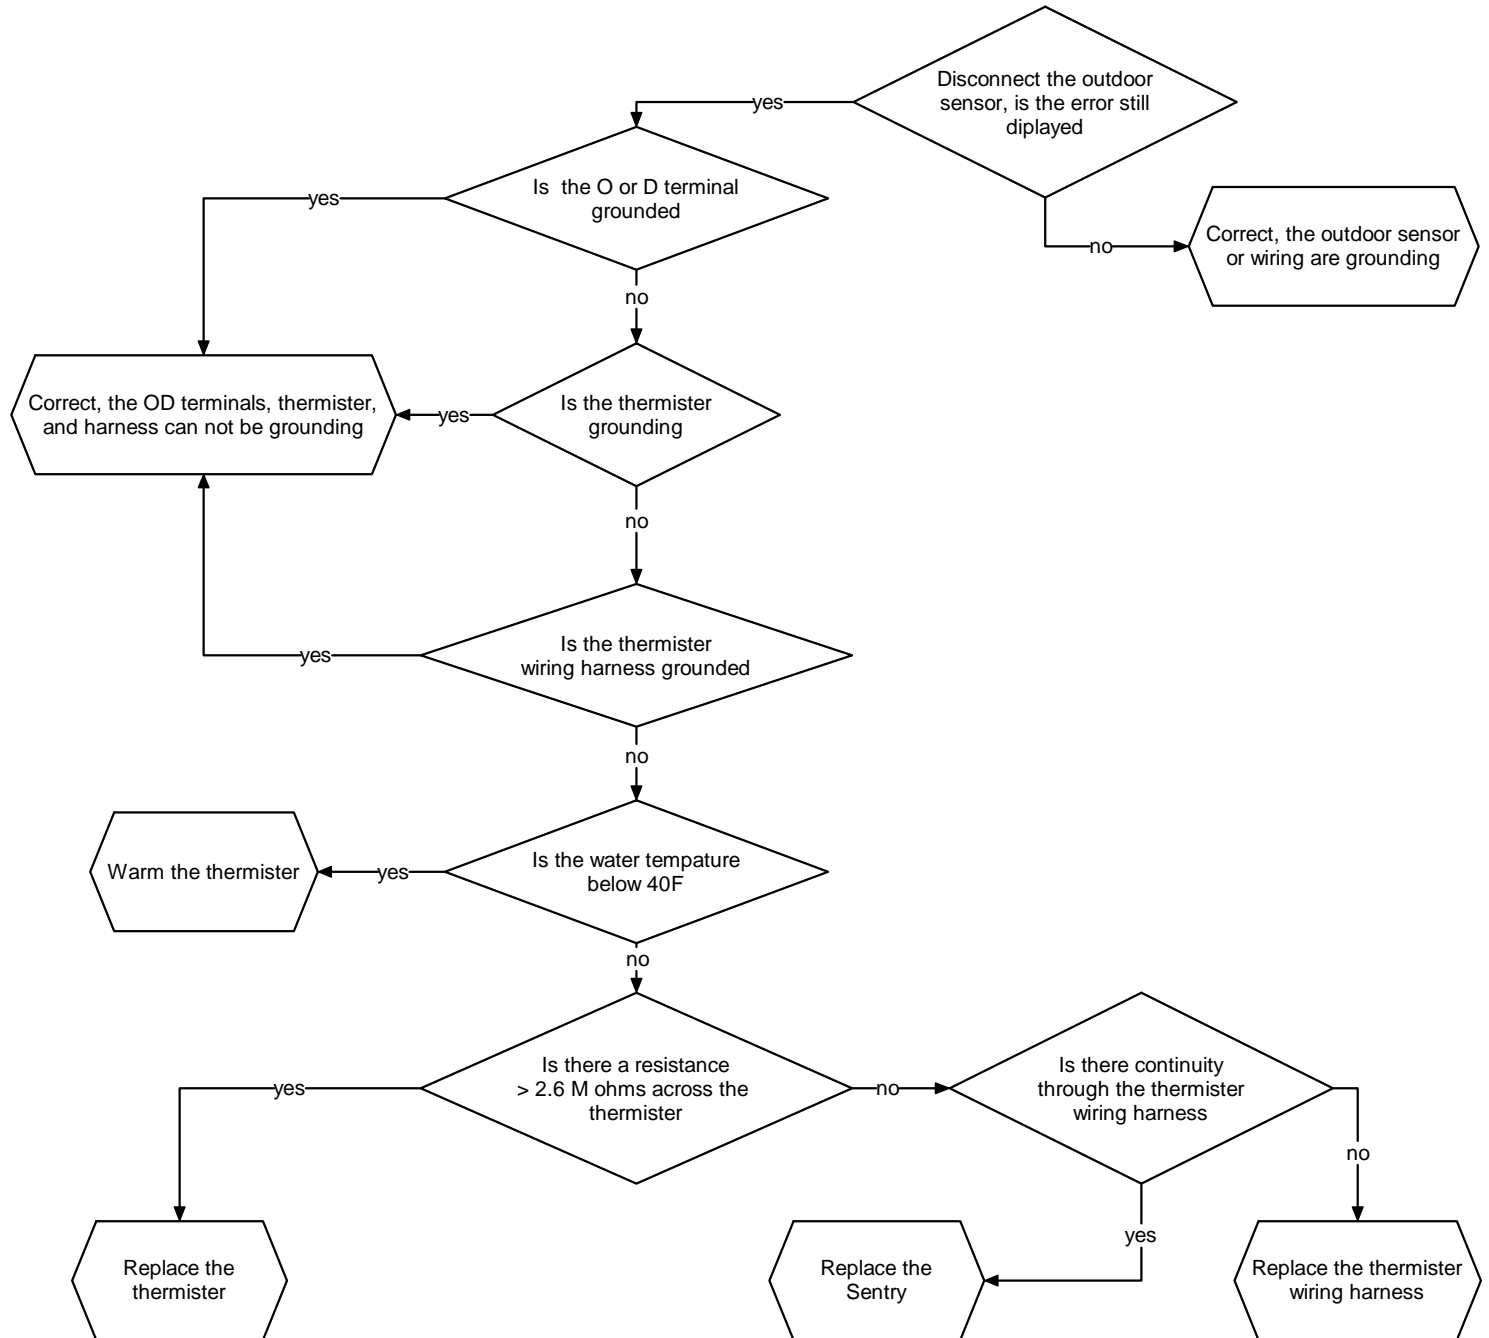 Disconnect the outdoor
sensor, is the error still
diplayed
yes
Is the O or D terminal
grounded
yes
no
Correct, the outdoor sensor
or wiring are grounding
no
Correct, the OD terminals, thermister,
and harness can not be grounding
yes
Is the thermister
grounding
no
Is the thermister
wiring harness grounded
yes
no
Warm the thermister
yes
Is the water tempature
below 40F
no
Is there a resistance
> 2.6 M ohms across the
thermister
yes
no
Is there continuity
through the thermister
wiring harness
no
yes
Replace the
thermister
Replace the
Sentry
Replace the thermister
wiring harness